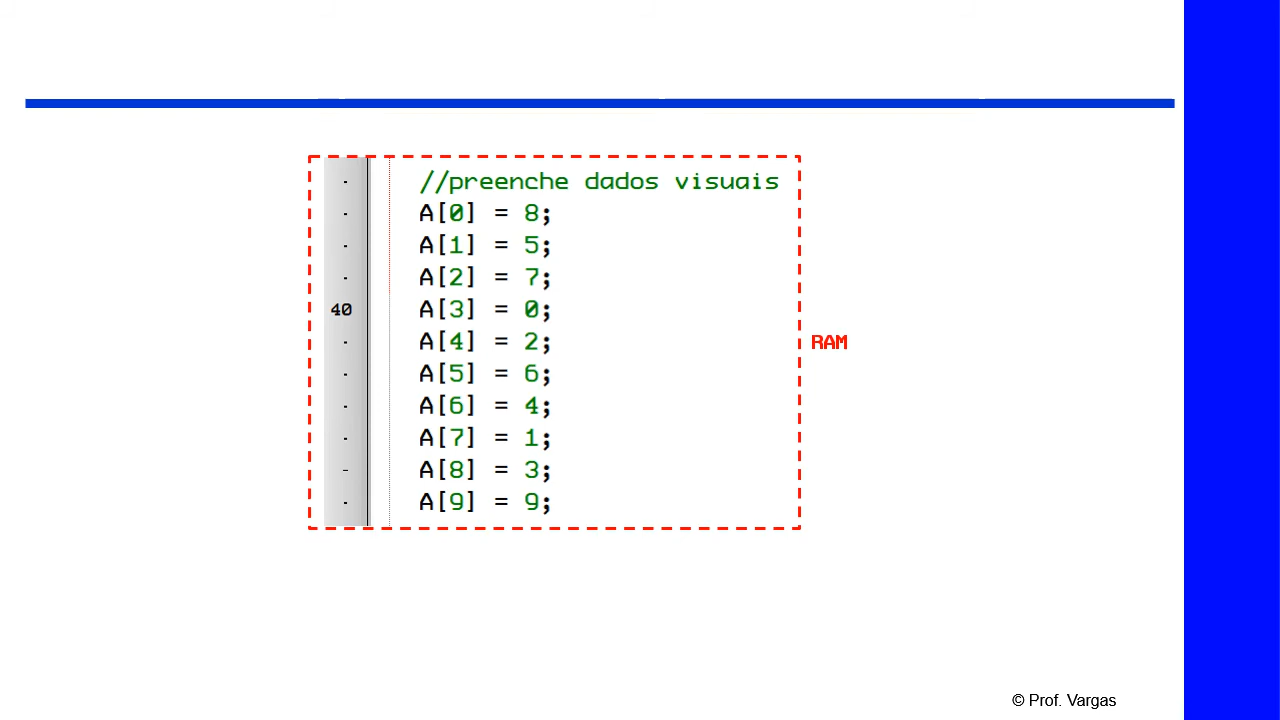 //preenche dados visuais
A[0] = 8;
A[1] = 5;
A[2] = 7;
40 A[3] = 0;
A[4] = 2;
RAM
A[5] = 6;
A[6] = 4;
A[7] = 1;
A[8] = 3;
A[9] = 9;
© Prof. Vargas